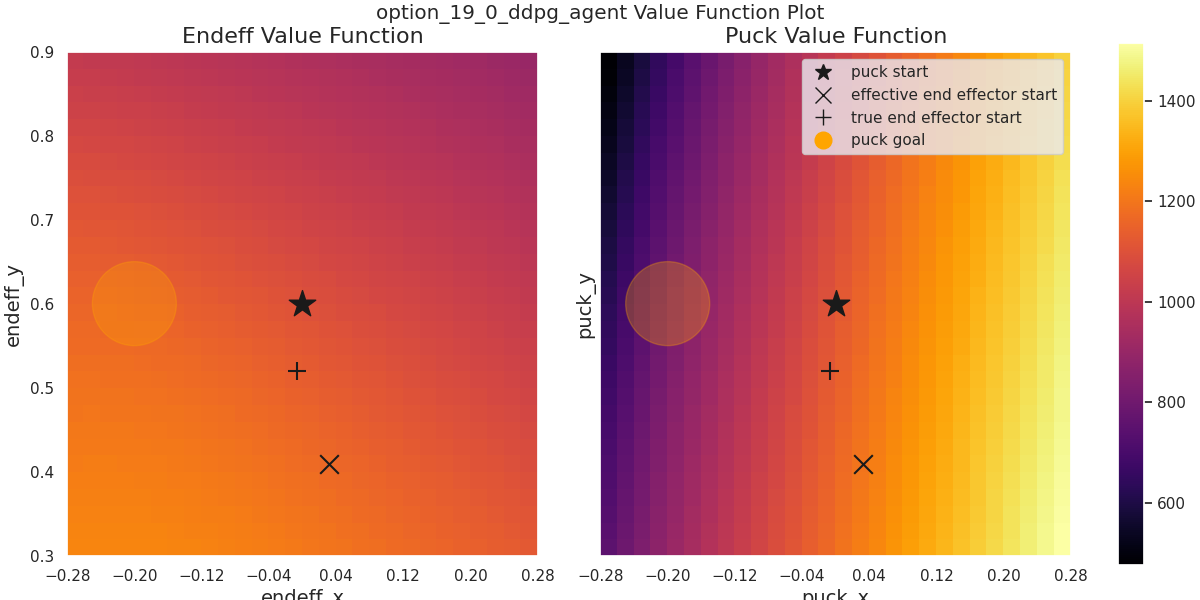 option_19_0_ddpg_agent Value Function Plot
Endeff Value Function
Puck Value Function
puck start
effective end effector start
true end effector start
puck goal
0.9
0.8
0.7
0.6
0.5
0.4
0.3
endeff_y
−0.28 −0.20 −0.12 −0.04 0.04 0.12 0.20 0.28
endeff_x
puck_y
−0.28 −0.20 −0.12 −0.04 0.04 0.12 0.20 0.28
puck_x
1400
1200
1000
800
600